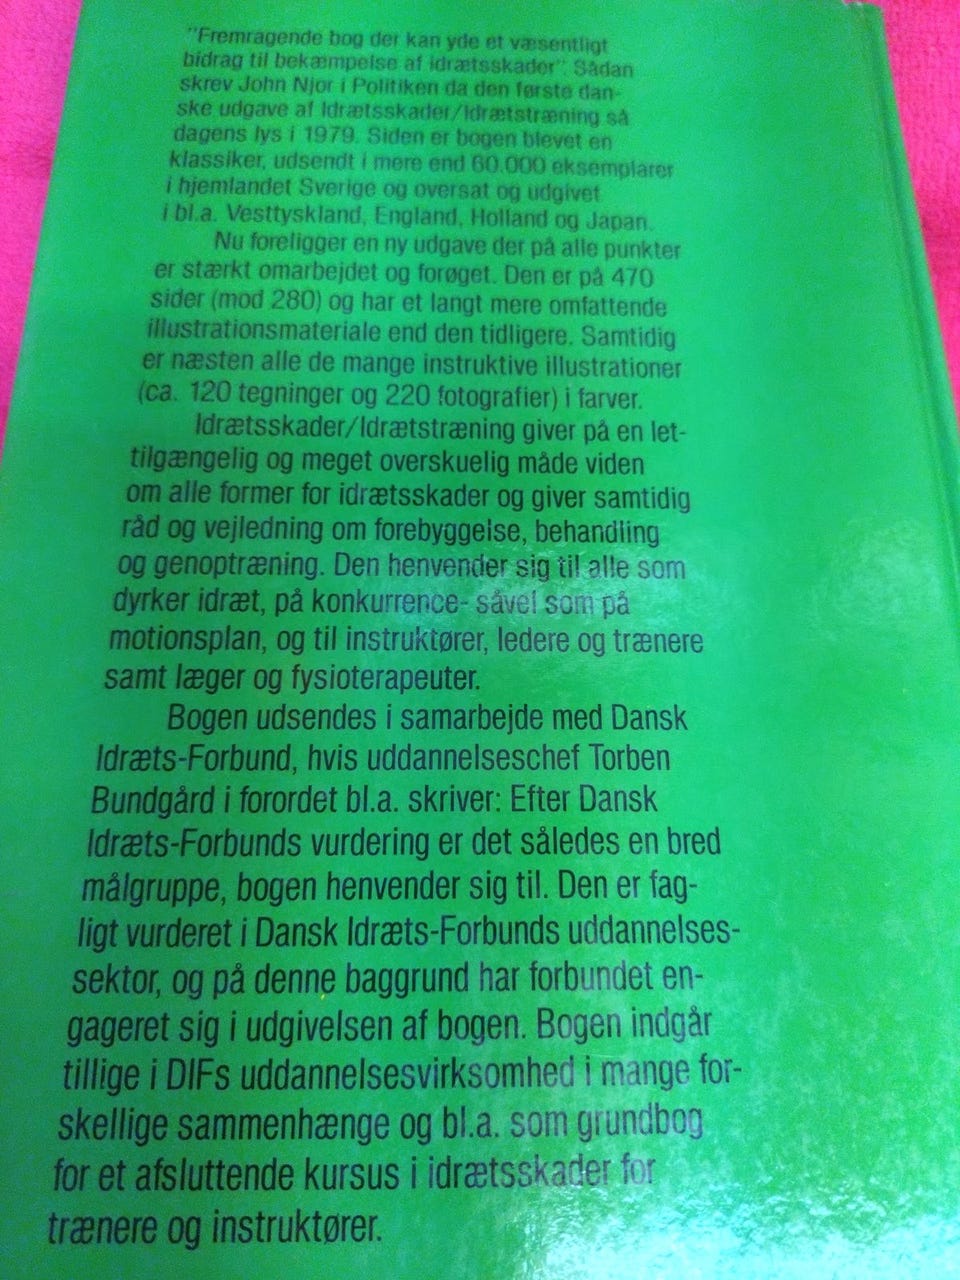 "Fremragende bog der kan yde et væsentligt
bidrag til bekæmpelse af idrætsskader". Sådan
skrev John Njor i Politiken da den første dan-
ske udgave af Idrætsskader/Idrætstræning så
dagens lys i 1979. Siden er bogen blevet en
klassiker, udsendt i mere end 60.000 eksemplarer
i hjemlandet Sverige og oversat og udgivet
i bl.a. Vesttyskland, England, Holland og Japan.
Nu foreligger en ny udgave der på alle punkter
er stærkt omarbejdet og forøget. Den er på 470
sider (mod 280) og har et langt mere omfattende
illustrationsmateriale end den tidligere. Samtidig
er næsten alle de mange instruktive illustrationer
(ca. 120 tegninger og 220 fotografier) i farver.
Idrætsskader/Idrætstræning giver på en let-
tilgængelig og meget overskuelig måde viden
om alle former for idrætsskader og giver samtidig
råd og vejledning om forebyggelse, behandling
og genoptræning. Den henvender sig til alle som
dyrker idræt, på konkurrence- såvel som på
motionsplan, og til instruktører, ledere og trænere
samt læger og fysioterapeuter.
Bogen udsendes i samarbejde med Dansk
Idræts-Forbund, hvis uddannelseschef Torben
Bundgård i forordet bl.a. skriver: Efter Dansk
Idræts-Forbunds vurdering er det således en bred
målgruppe, bogen henvender sig til. Den er fag-
ligt vurderet i Dansk Idræts-Forbunds uddannelses-
sektor, og på denne baggrund har forbundet en-
gageret sig i udgivelsen af bogen. Bogen indgår
tillige i DIFs uddannelsesvirksomhed i mange for-
skellige sammenhænge og bl.a. som grundbog
for et afsluttende kursus i idrætsskader for
trænere og instruktører.